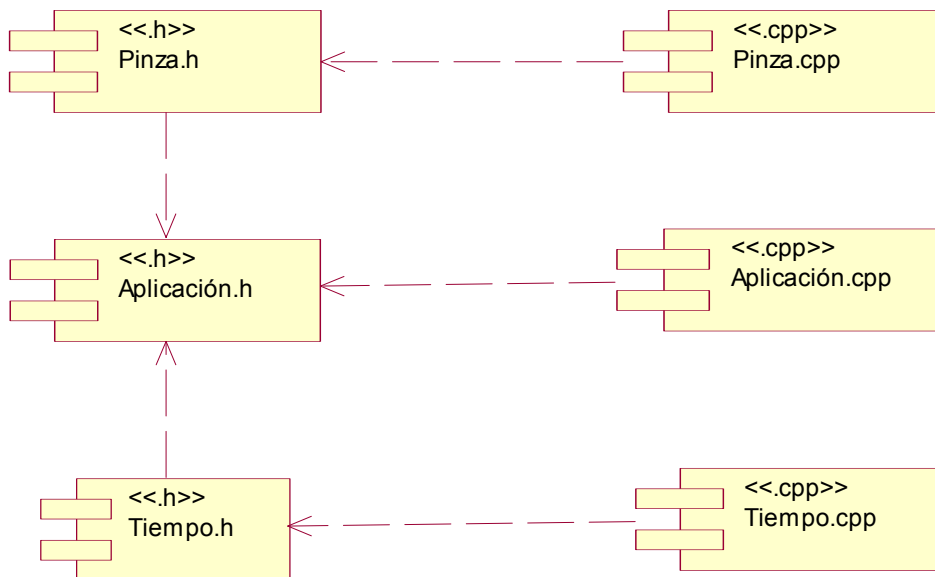 <<.h>>
Pinza.h
<<.cpp>>
Pinza.cpp
<<.h>>
Aplicación.h
<<.cpp>>
Aplicación.cpp
<<.h>>
Tiempo.h
<<.cpp>>
Tiempo.cpp